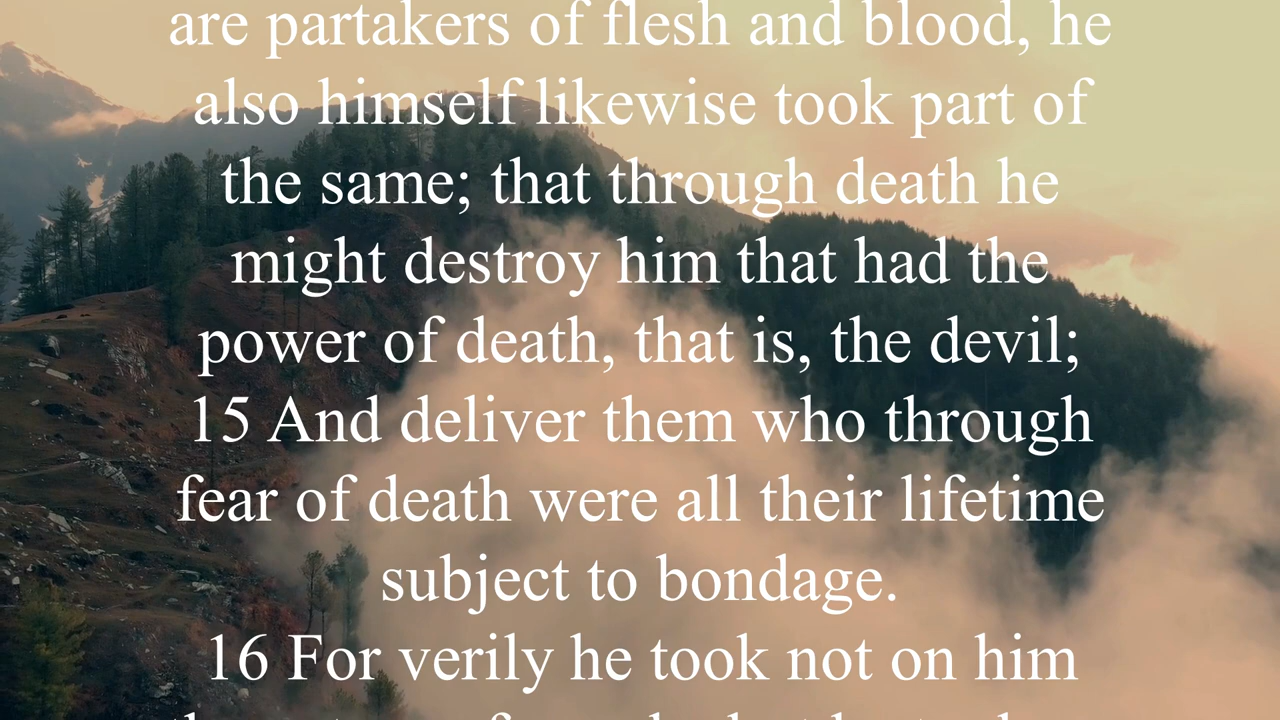 are partakers of flesh and blood, he
also himself likewise took part of
the same; that through death he
might destroy him that had the
power of death, that is, the devil;
15 And deliver them who through
fear of death were all their lifetime
subject to bondage.
16 For verily he took not on him